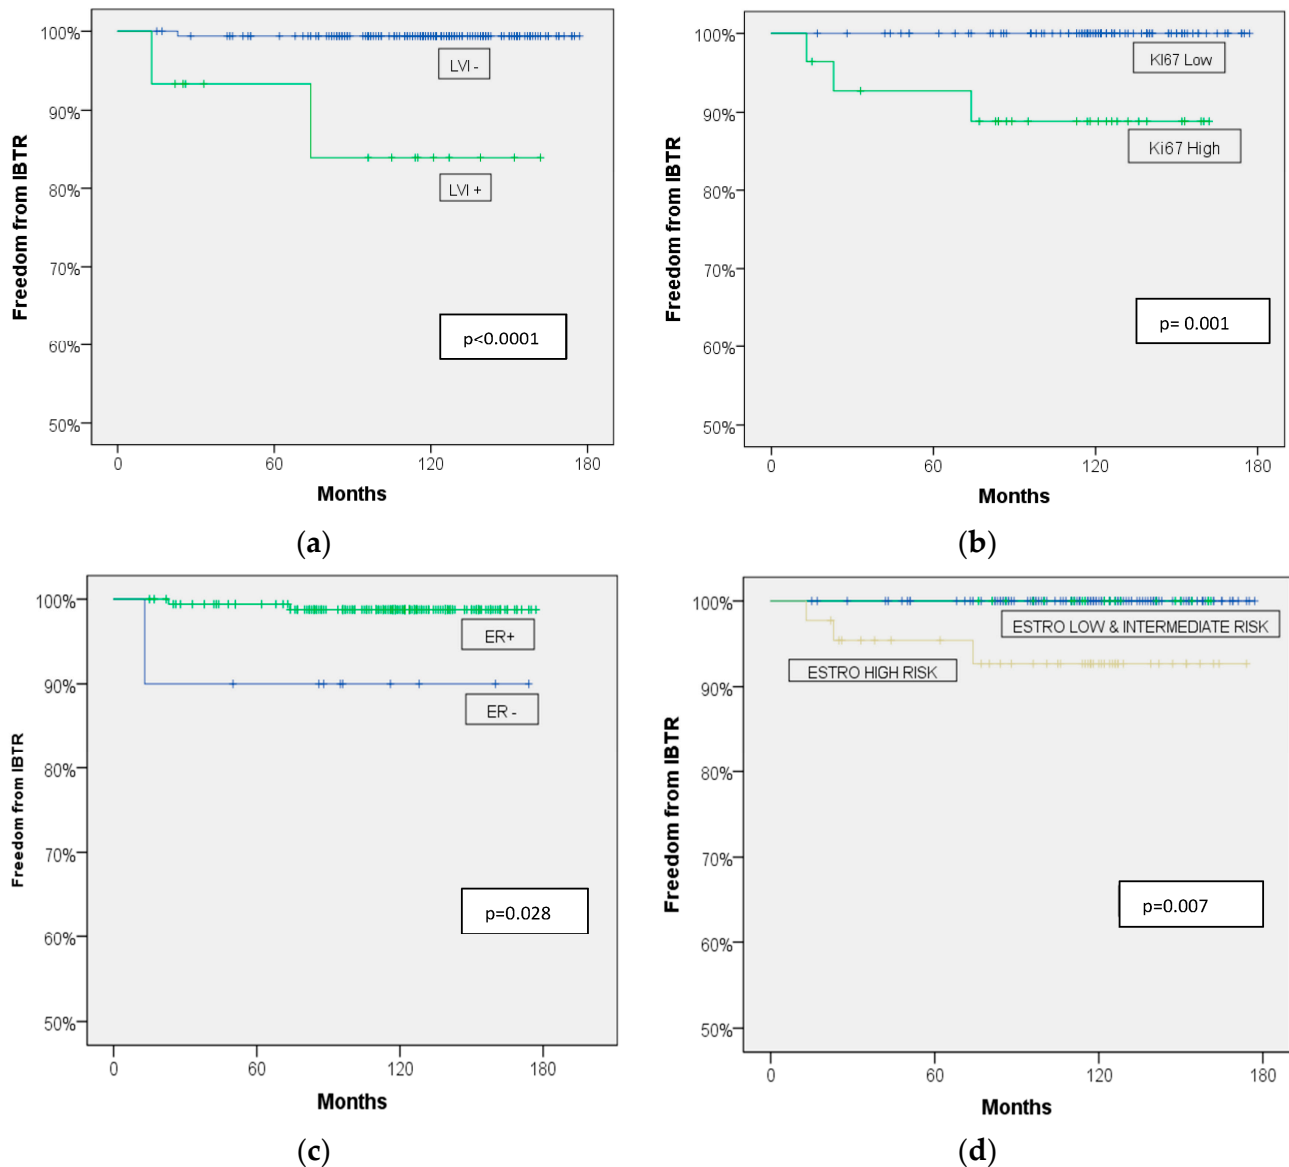 100%
90%
80%
70%
60%
50%
Freedom from IBTR
LVI -
LVI +
p<0.0001
0
60
120
180
Months
(a)
100%
90%
80%
70%
60%
50%
Freedom from IBTR
KI67 Low
Ki67 High
p= 0.001
0
60
120
180
Months
(b)
100%
90%
80%
70%
60%
50%
Freedom from IBTR
ER+
ER -
p=0.028
0
60
120
180
Months
(c)
100%
90%
80%
70%
60%
50%
Freedom from IBTR
ESTRO LOW & INTERMEDIATE RISK
ESTRO HIGH RISK
p=0.007
0
60
120
180
Months
(d)